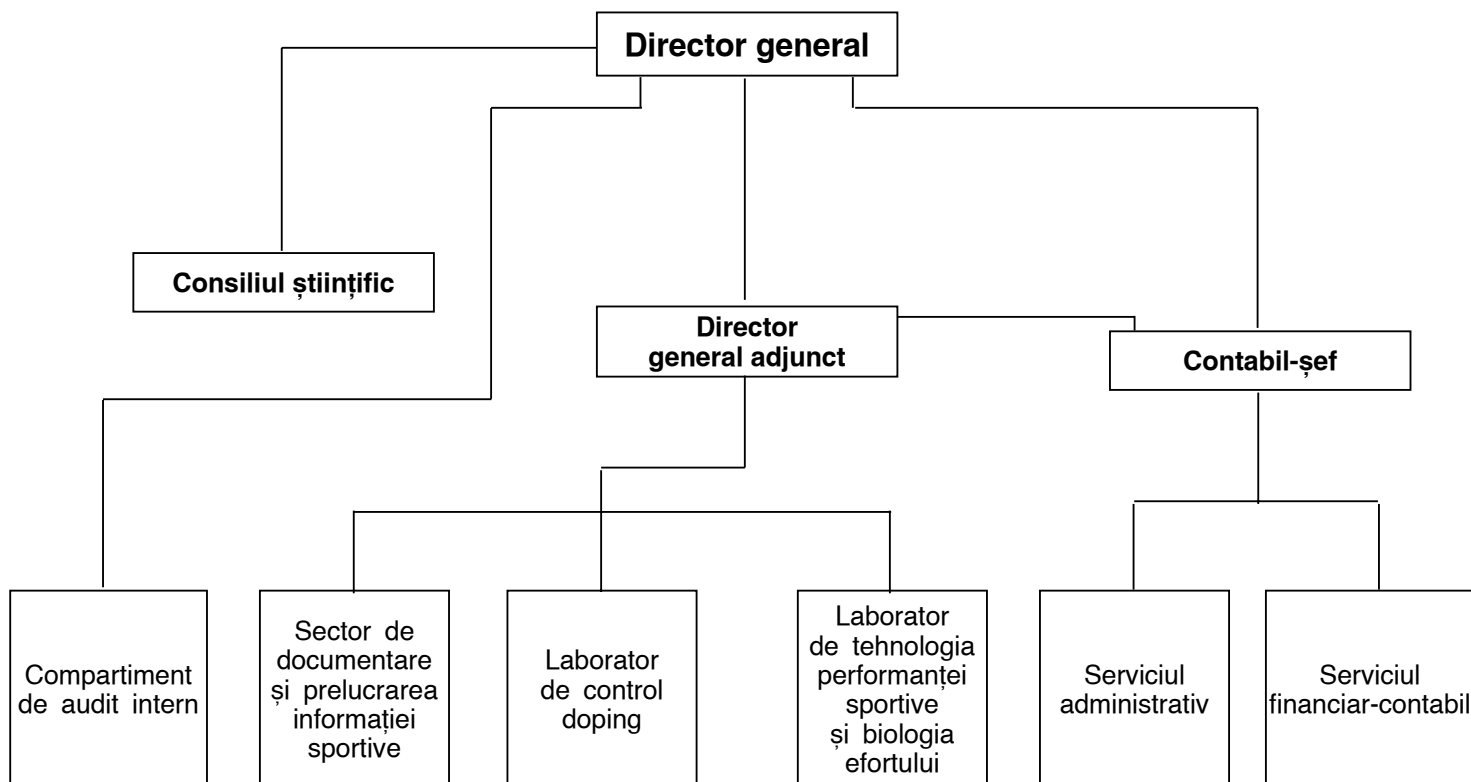 Director general
Consiliul științific
Director
general adjunct
Contabil-șef
Compartiment
de audit intern
Sector de
documentare
și prelucrarea
informației
sportive
Laborator
de control
doping
Laborator
de tehnologia
performanței
sportive
și biologia
efortului
Serviciul
administrativ
Serviciul
financiar-contabil